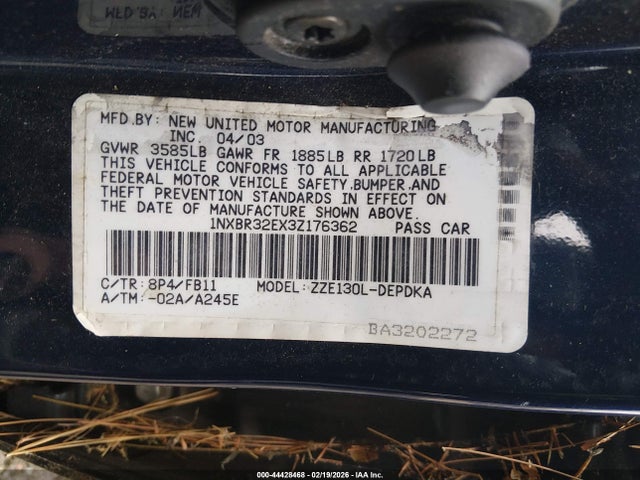 MFD.BY: NEW
MFD.BY: NEW UNITED MOTOR MANUFACTURING
INC. 04/03
GVWR 3585LB GAWR FR 1885LB RR 1720LB
THIS VEHICLE CONFORMS TO ALL APPLICABLE
FEDERAL MOTOR VEHICLE SAFETY,BUMPER,AND
THEFT PREVENTION STANDARDS IN EFFECT ON
THE DATE OF MANUFACTURE SHOWN ABOVE.
1NXBR32EX3Z176362 PASS CAR
C/TR: 8P4/FB11 MODEL: ZZE130L-DEPDKA
A/TM: -02A/A245E
BA3202272
000-44428468 - 02/19/2026 - IAA Inc.